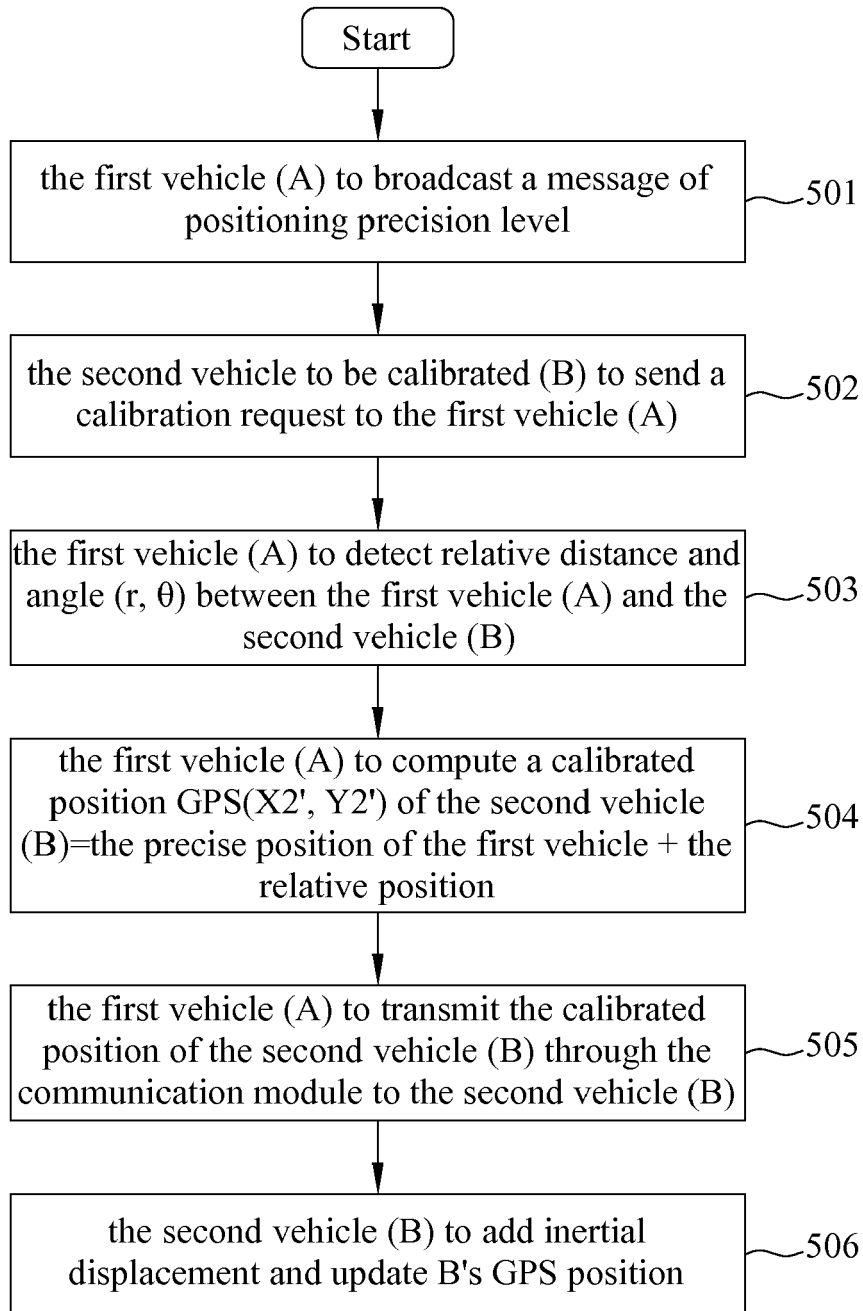 Start
the first vehicle (A) to broadcast a message of
positioning precision level
501
the second vehicle to be calibrated (B) to send a
calibration request to the first vehicle (A)
502
the first vehicle (A) to detect relative distance and
angle (r, θ) between the first vehicle (A) and the
second vehicle (B)
503
the first vehicle (A) to compute a calibrated
position GPS(X2', Y2') of the second vehicle
(B)=the precise position of the first vehicle + the
relative position
504
the first vehicle (A) to transmit the calibrated
position of the second vehicle (B) through the
communication module to the second vehicle (B)
505
the second vehicle (B) to add inertial
displacement and update B's GPS position
506